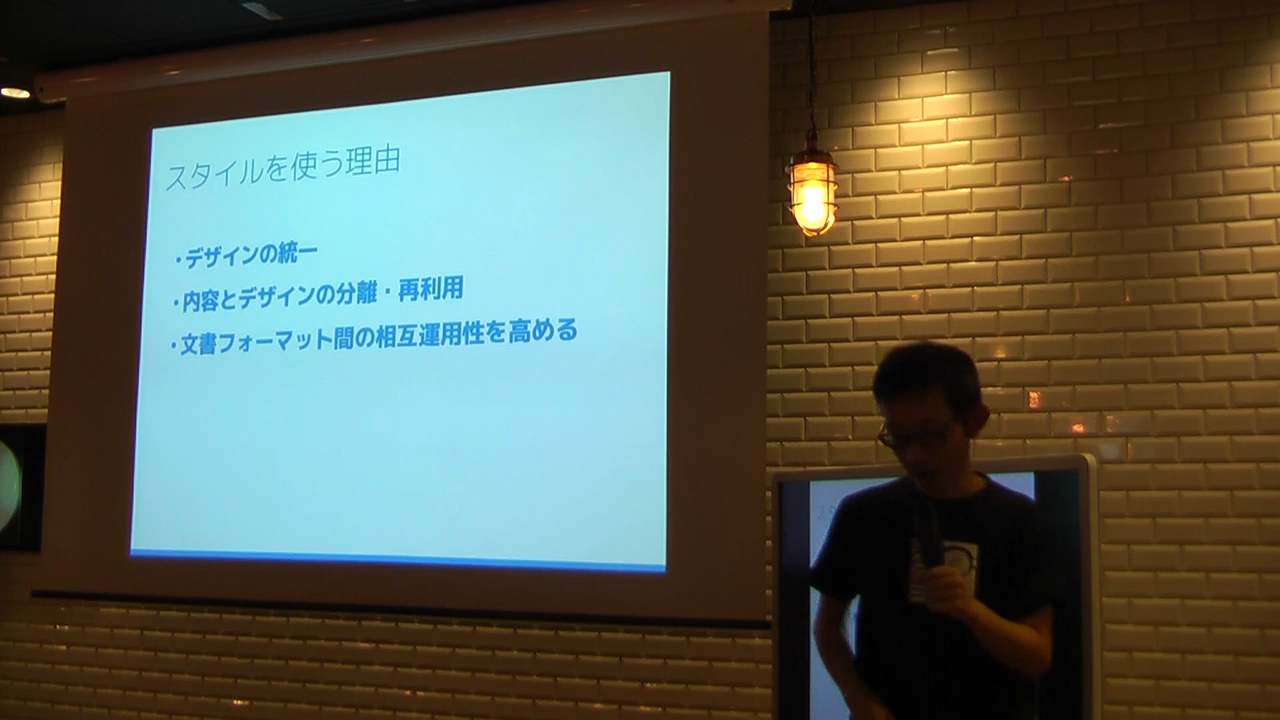 スタイルを使う理由
・デザインの統一
・内容とデザインの分離・再利用
・文書フォーマット間の相互運用性を高める